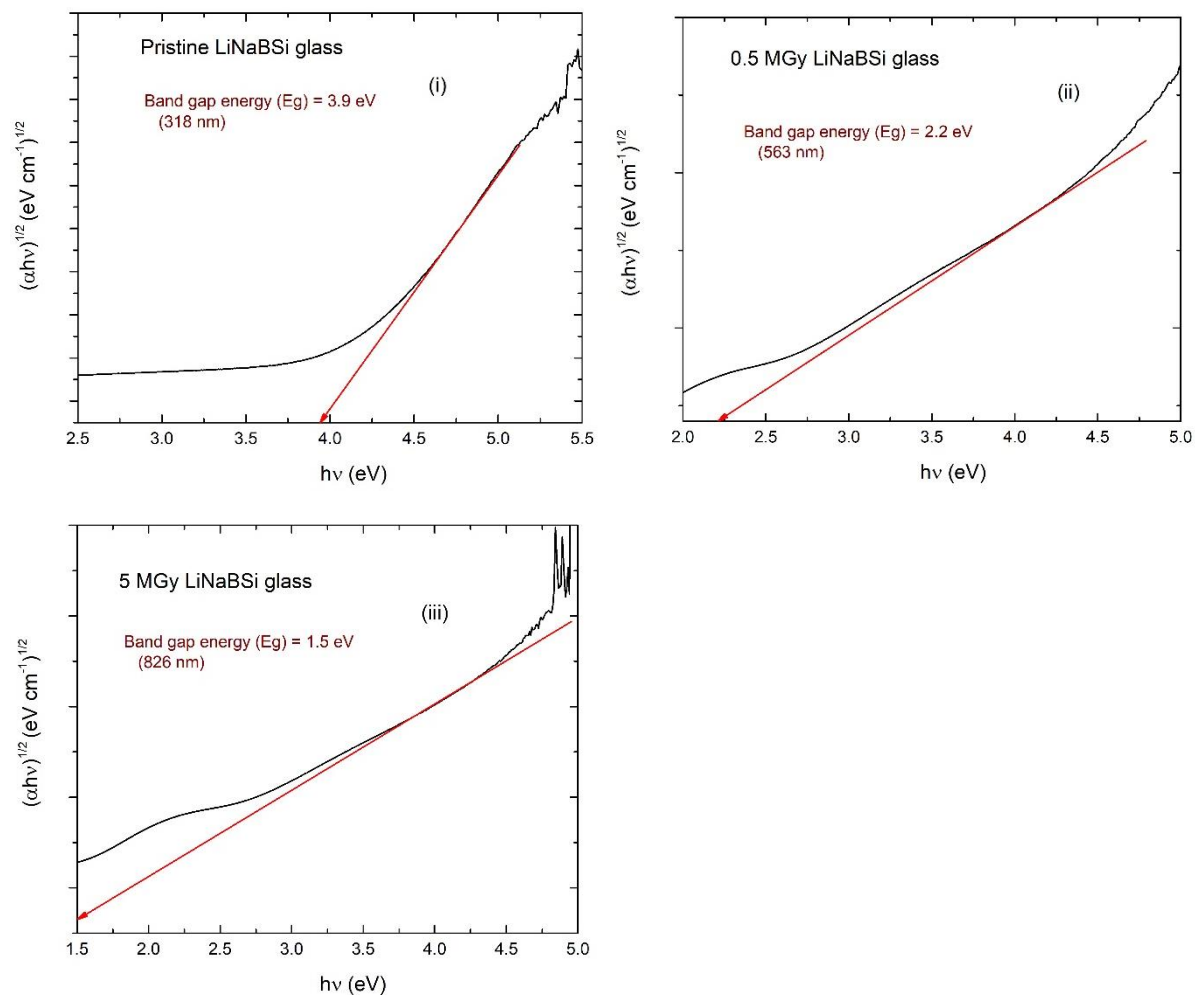 Pristine LiNaBSi glass
(i)
Band gap energy (Eg) = 3.9 eV
(318 nm)
(αhν)1/2 (eV cm-1)1/2
2.5 3.0 3.5 4.0 4.5 5.0 5.5
hν (eV)
0.5 MGy LiNaBSi glass
(ii)
Band gap energy (Eg) = 2.2 eV
(563 nm)
(αhν)1/2 (eV cm-1)1/2
2.0 2.5 3.0 3.5 4.0 4.5 5.0
hν (eV)
5 MGy LiNaBSi glass
(iii)
Band gap energy (Eg) = 1.5 eV
(826 nm)
(αhν)1/2 (eV cm-1)1/2
1.5 2.0 2.5 3.0 3.5 4.0 4.5 5.0
hν (eV)